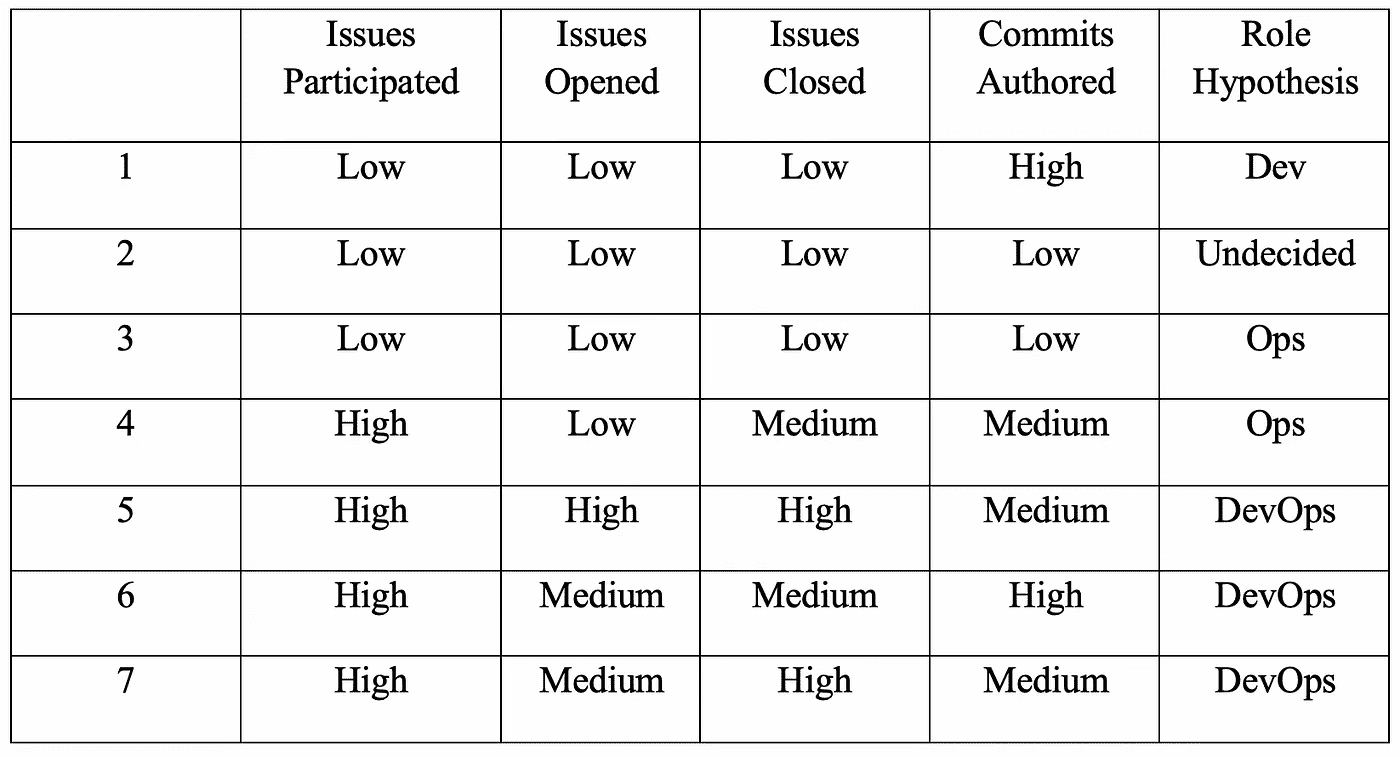 Issues Participated Issues Opened Issues Closed Commits Authored Role Hypothesis
1 Low Low Low High Dev
2 Low Low Low Low Undecided
3 Low Low Low Low Ops
4 High Low Medium Medium Ops
5 High High High Medium DevOps
6 High Medium Medium High DevOps
7 High Medium High Medium DevOps